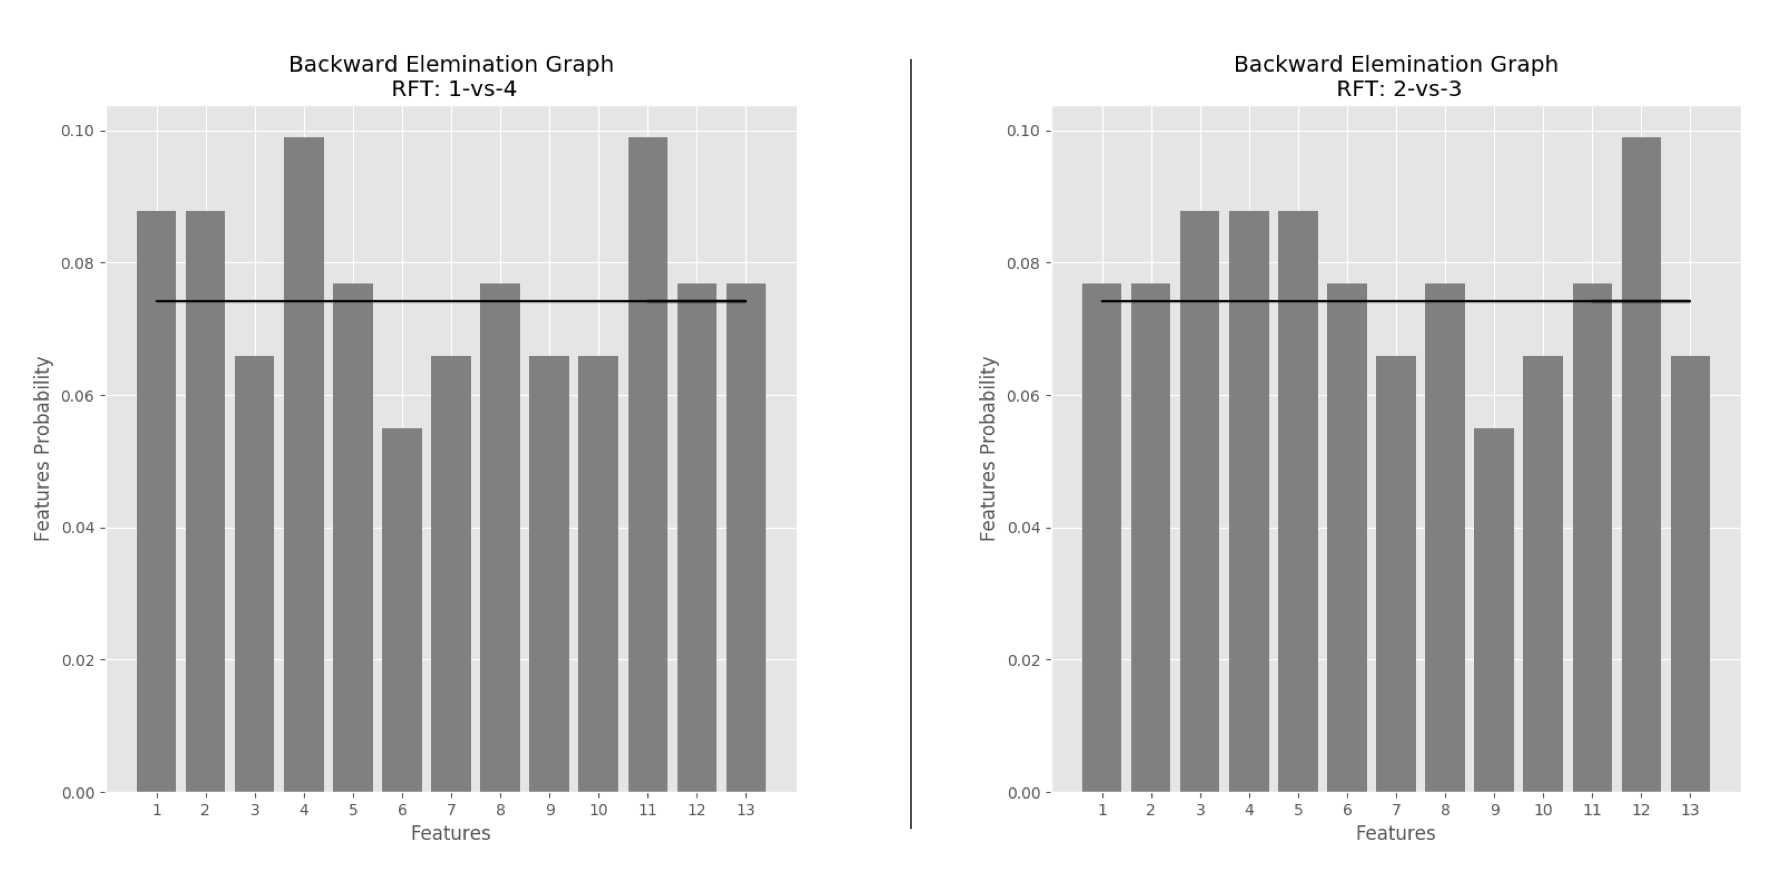 Backward Elemination Graph
RFT: 1-vs-4
0.10
0.08
0.06
0.04
0.02
0.00
Features Probability
1 2 3 4 5 6 7 8 9 10 11 12 13
Features
Backward Elemination Graph
RFT: 2-vs-3
0.10
0.08
0.06
0.04
0.02
0.00
Features Probability
1 2 3 4 5 6 7 8 9 10 11 12 13
Features